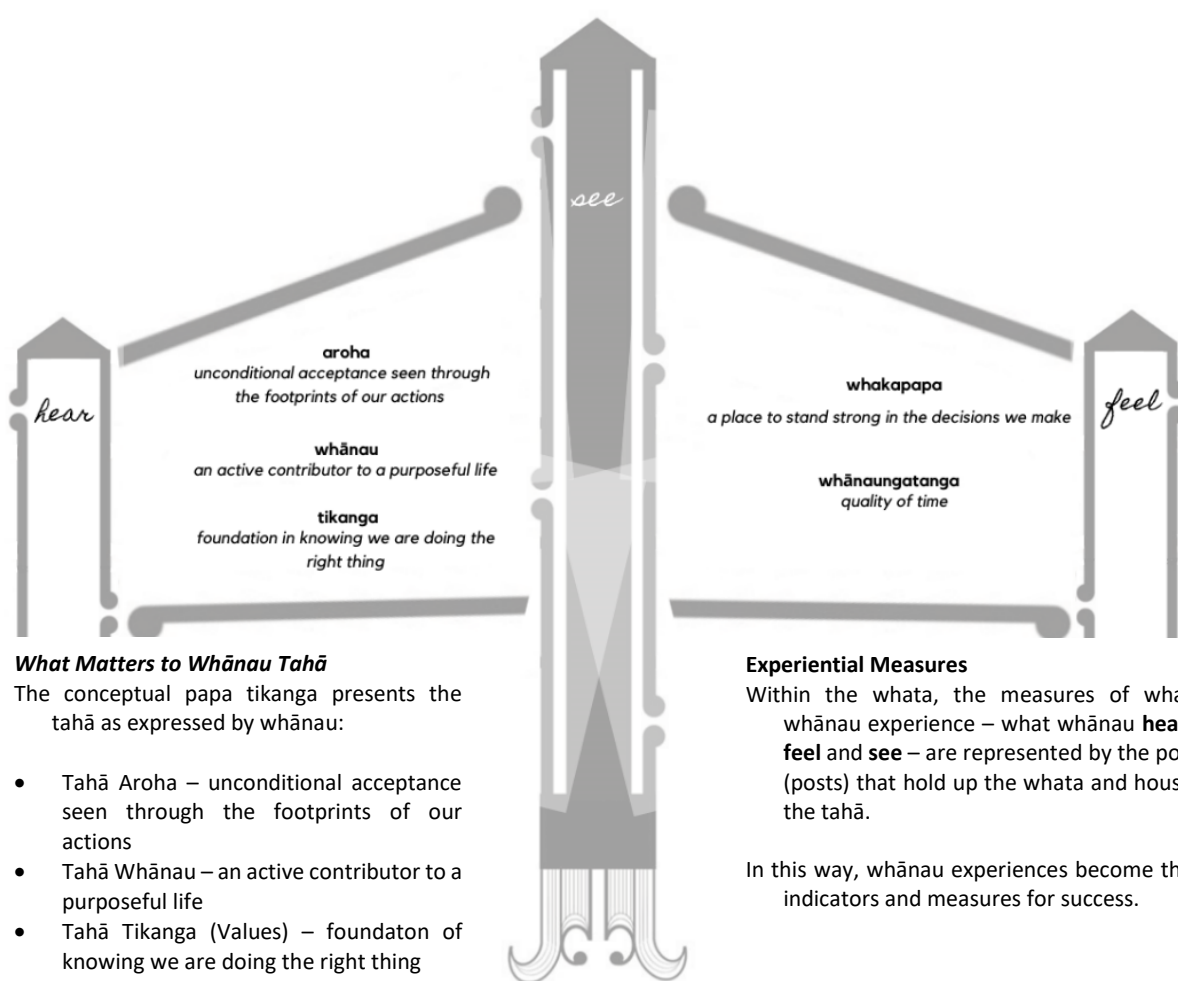 see
hear
aroha
unconditional acceptance seen through
the footprints of our actions
whānau
an active contributor to a purposeful life
tikanga
foundation in knowing we are doing the
right thing
whakapapa
a place to stand strong in the decisions we make
whānaungatanga
quality of time
feel
What Matters to Whānau Tahā
The conceptual papa tikanga presents the
tahā as expressed by whānau:
• Tahā Aroha – unconditional acceptance
seen through the footprints of our
actions
• Tahā Whānau – an active contributor to a
purposeful life
• Tahā Tikanga (Values) – foundaton of
knowing we are doing the right thing
Experiential Measures
Within the whata, the measures of wha
whānau experience – what whānau hea
feel and see – are represented by the po
(posts) that hold up the whata and hous
the tahā.
In this way, whānau experiences become th
indicators and measures for success.